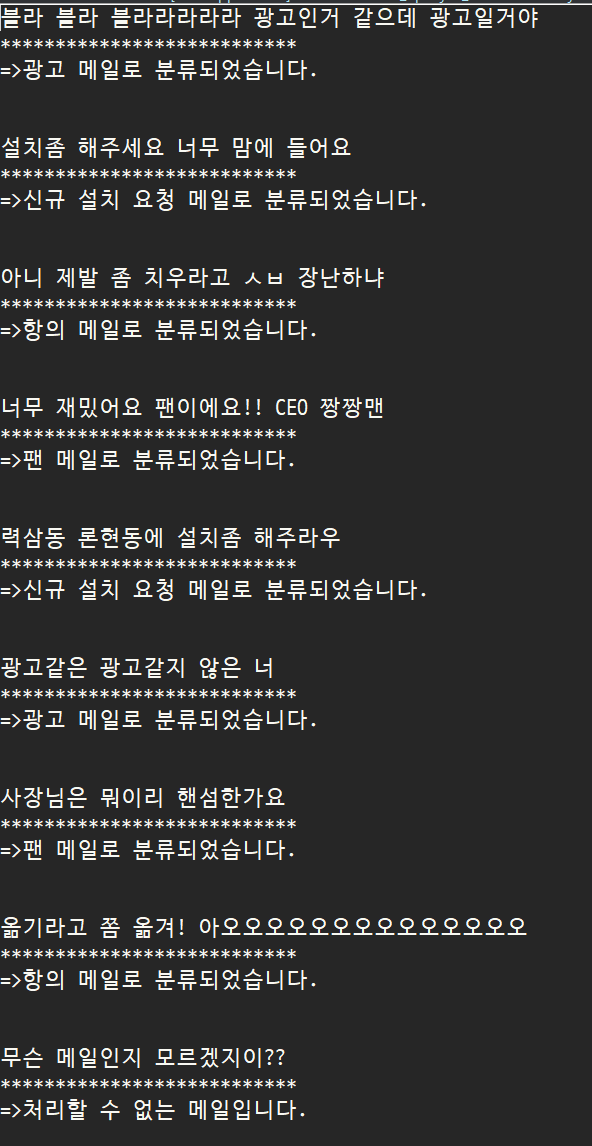 블라 블라 블라라라라라 광고인거 같으데 광고일거야
***************************
=>광고 메일로 분류되었습니다.
설치좀 해주세요 너무 맘에 들어요
***************************
=>신규 설치 요청 메일로 분류되었습니다.
아니 제발 좀 치우라고 ㅅㅂ 장난하냐
***************************
=>항의 메일로 분류되었습니다.
너무 재밌어요 팬이에요!! CEO 짱짱맨
***************************
=>팬 메일로 분류되었습니다.
력삼동 론현동에 설치좀 해주라우
***************************
=>신규 설치 요청 메일로 분류되었습니다.
광고같은 광고같지 않은 너
***************************
=>광고 메일로 분류되었습니다.
사장님은 뭐이리 핸섬한가요
***************************
=>팬 메일로 분류되었습니다.
옮기라고 쫌 옮겨! 아오오오오오오오오오오오오오오
***************************
=>항의 메일로 분류되었습니다.
무슨 메일인지 모르겠지이??
***************************
=>처리할 수 없는 메일입니다.